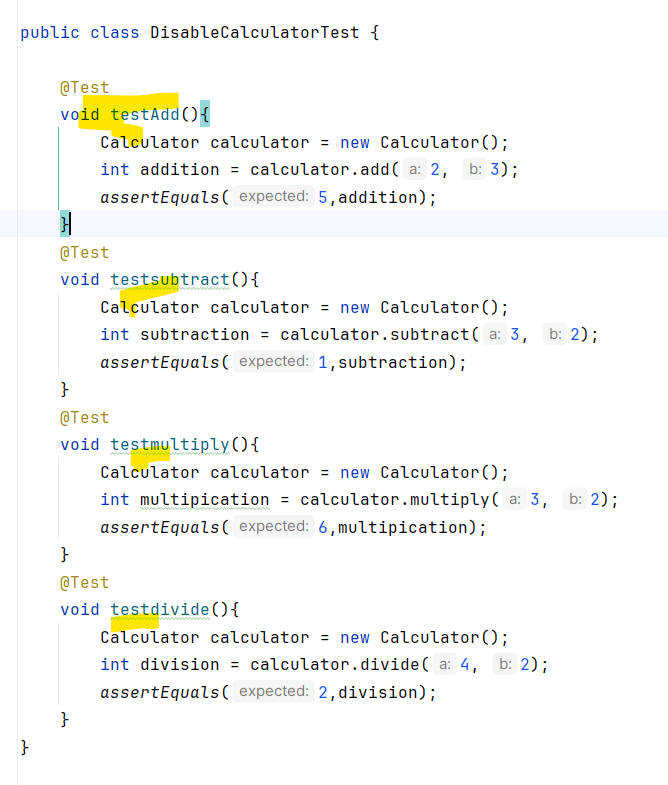 public class DisableCalculatorTest {
@Test
void testAdd(){
Calculator calculator = new Calculator();
int addition = calculator.add( a: 2, b: 3);
assertEquals( expected: 5,addition);
}
@Test
void testsubtract(){
Calculator calculator = new Calculator();
int subtraction = calculator.subtract( a: 3, b: 2);
assertEquals( expected: 1,subtraction);
}
@Test
void testmultiply(){
Calculator calculator = new Calculator();
int multipication = calculator.multiply( a: 3, b: 2);
assertEquals( expected: 6,multipication);
}
@Test
void testdivide(){
Calculator calculator = new Calculator();
int division = calculator.divide( a: 4, b: 2);
assertEquals( expected: 2,division);
}
}